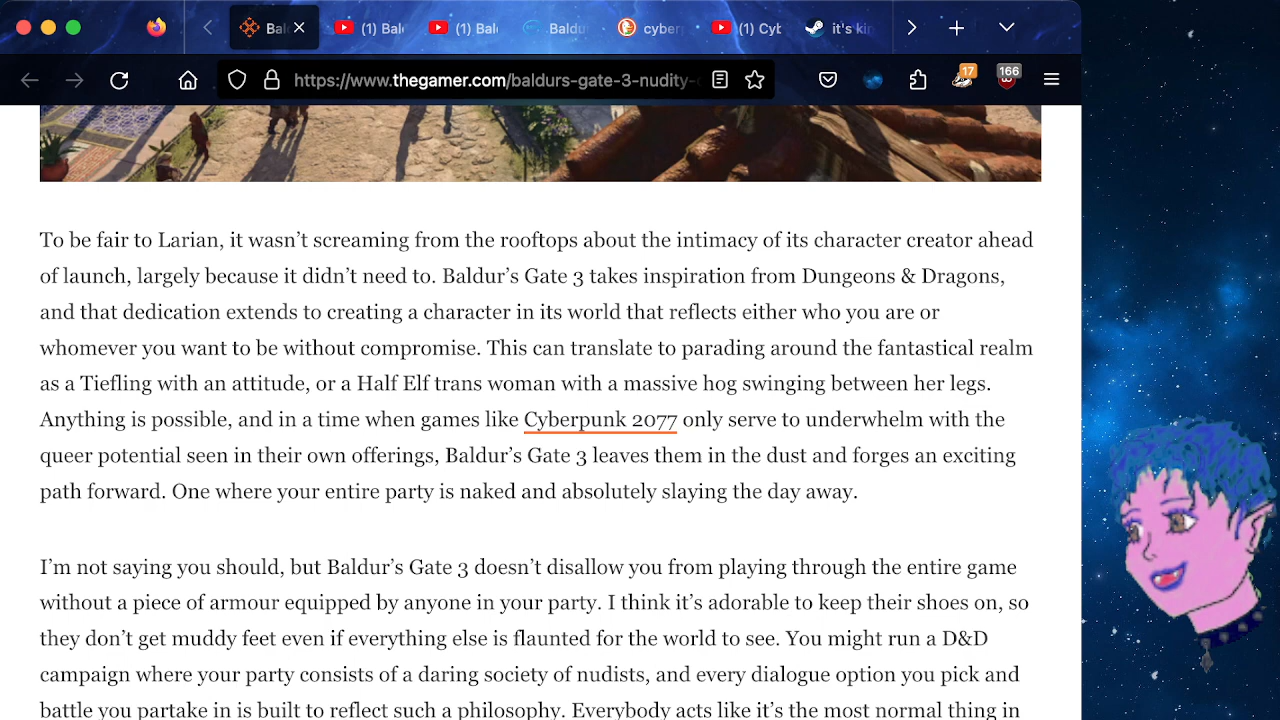 Bal
(1) Bal
(1) Bal
Baldu
cyber
(1) Cyb
it's kin
https://www.thegamer.com/baldurs-gate-3-nudity-
17
166
To be fair to Larian, it wasn't screaming from the rooftops about the intimacy of its character creator ahead
of launch, largely because it didn't need to. Baldur's Gate 3 takes inspiration from Dungeons & Dragons,
and that dedication extends to creating a character in its world that reflects either who you are or
whomever you want to be without compromise. This can translate to parading around the fantastical realm
as a Tiefling with an attitude, or a Half Elf trans woman with a massive hog swinging between her legs.
Anything is possible, and in a time when games like Cyberpunk 2077 only serve to underwhelm with the
queer potential seen in their own offerings, Baldur's Gate 3 leaves them in the dust and forges an exciting
path forward. One where your entire party is naked and absolutely slaying the day away.
I'm not saying you should, but Baldur's Gate 3 doesn't disallow you from playing through the entire game
without a piece of armour equipped by anyone in your party. I think it's adorable to keep their shoes on, so
they don't get muddy feet even if everything else is flaunted for the world to see. You might run a D&D
campaign where your party consists of a daring society of nudists, and every dialogue option you pick and
battle you partake in is built to reflect such a philosophy. Everybody acts like it's the most normal thing in